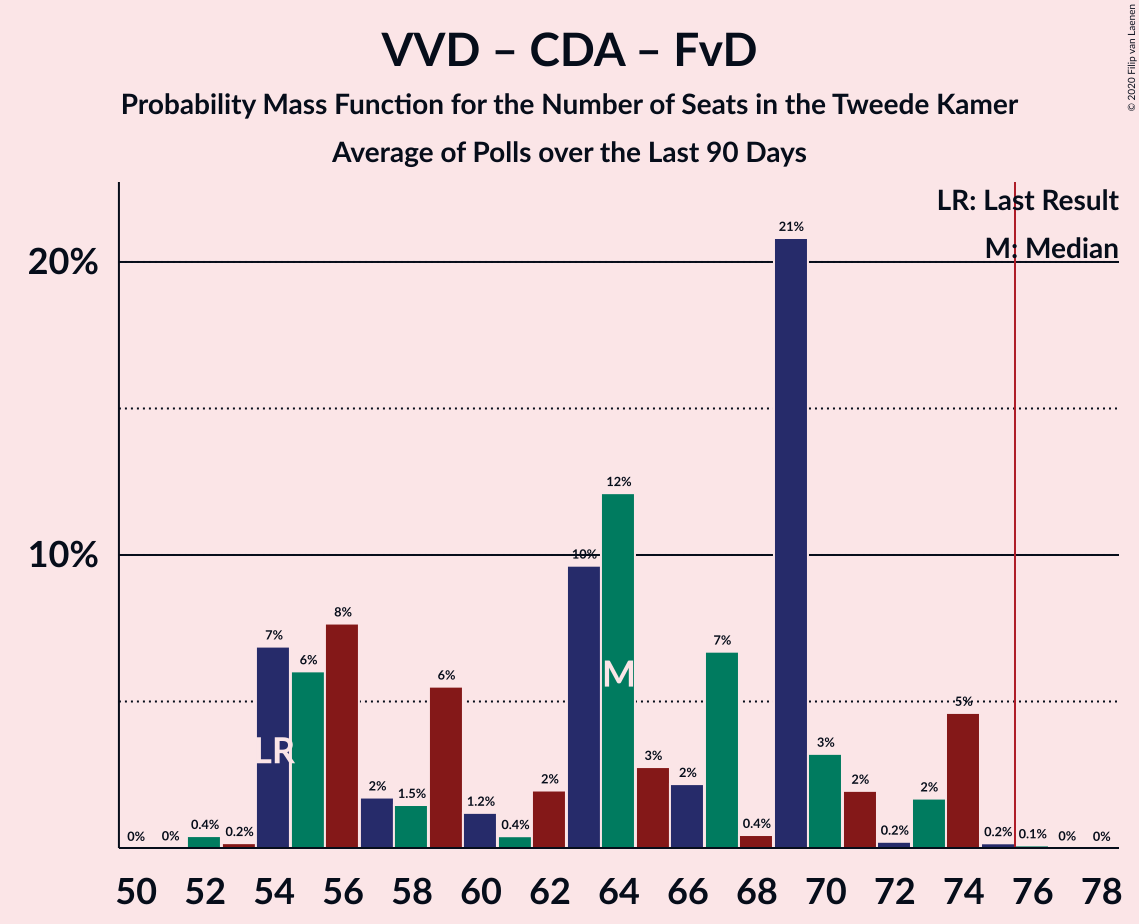 VVD – CDA – FvD
Probability Mass Function for the Number of Seats in the Tweede Kamer
Average of Polls over the Last 90 Days
© 2020 Filip van Laenen
LR: Last Result
M: Median
20%
10%
0% 0% 0.4% 0.2% 7% 6% 8% 2% 1.5% 6% 1.2% 0.4% 2% 10% 12% 3% 2% 7% 0.4% 21% 3% 2% 0.2% 2% 5% 0.2% 0.1% 0% 0%
LR
M
50 52 54 56 58 60 62 64 66 68 70 72 74 76 78